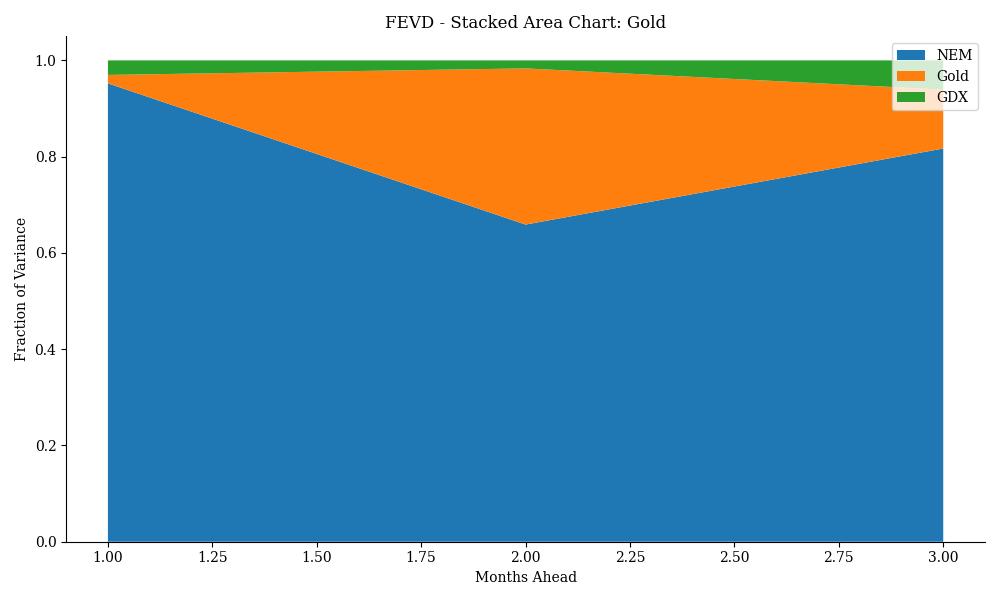 FEVD - Stacked Area Chart: Gold
NEM
Gold
GDX
Fraction of Variance
1.0
0.8
0.6
0.4
0.2
0.0
1.00 1.25 1.50 1.75 2.00 2.25 2.50 2.75 3.00
Months Ahead